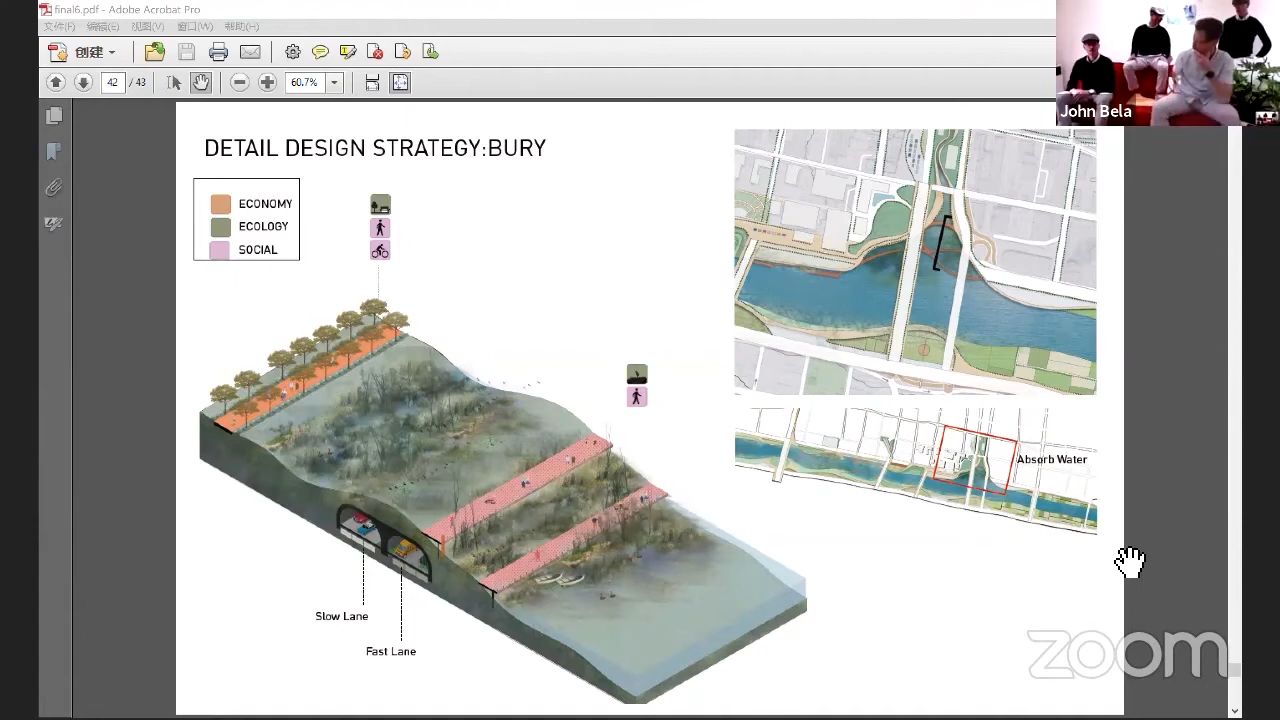 final6.pdf - Adobe Acrobat Pro
文件(F) 编辑(E) 视图(V) 窗口(W) 帮助(H)
创建
42 / 43
60.7%
John Bela
DETAIL DESIGN STRATEGY:BURY
ECONOMY
ECOLOGY
SOCIAL
Absorb Water
Slow Lane
Fast Lane
zoom